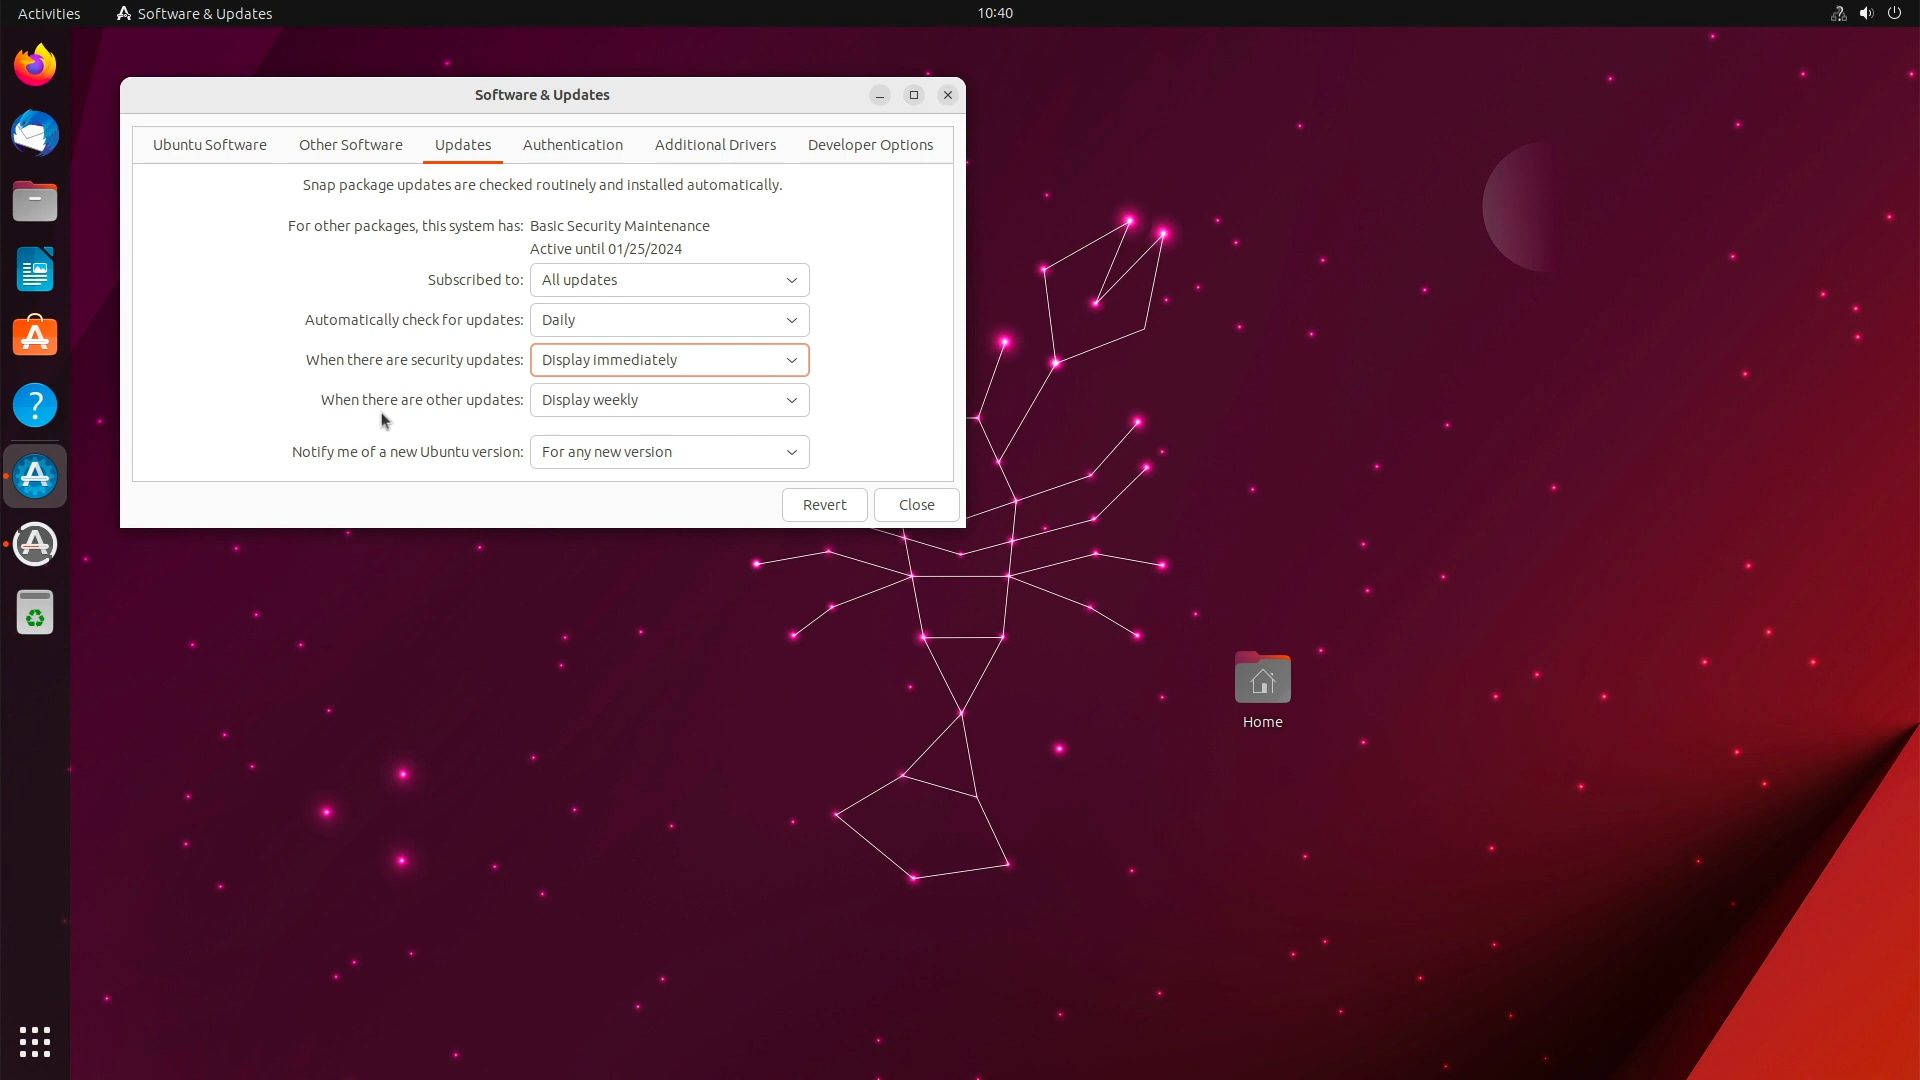 Activities
Software & Updates
10:40
Software & Updates
Ubuntu Software
Other Software
Updates
Authentication
Additional Drivers
Developer Options
Snap package updates are checked routinely and installed automatically.
For other packages, this system has: Basic Security Maintenance
Active until 01/25/2024
Subscribed to: All updates
Automatically check for updates: Daily
When there are security updates: Display immediately
When there are other updates: Display weekly
Notify me of a new Ubuntu version: For any new version
Revert
Close
Home